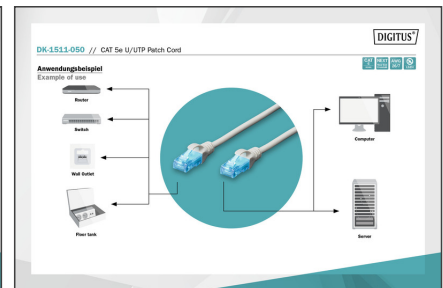 DIGITUS®
DK-1511-050 // CAT 5e U/UTP Patch Cord
Anwendungsbeispiel
Example of use
Router
Switch
Wall Outlet
Floor tank
Computer
Server